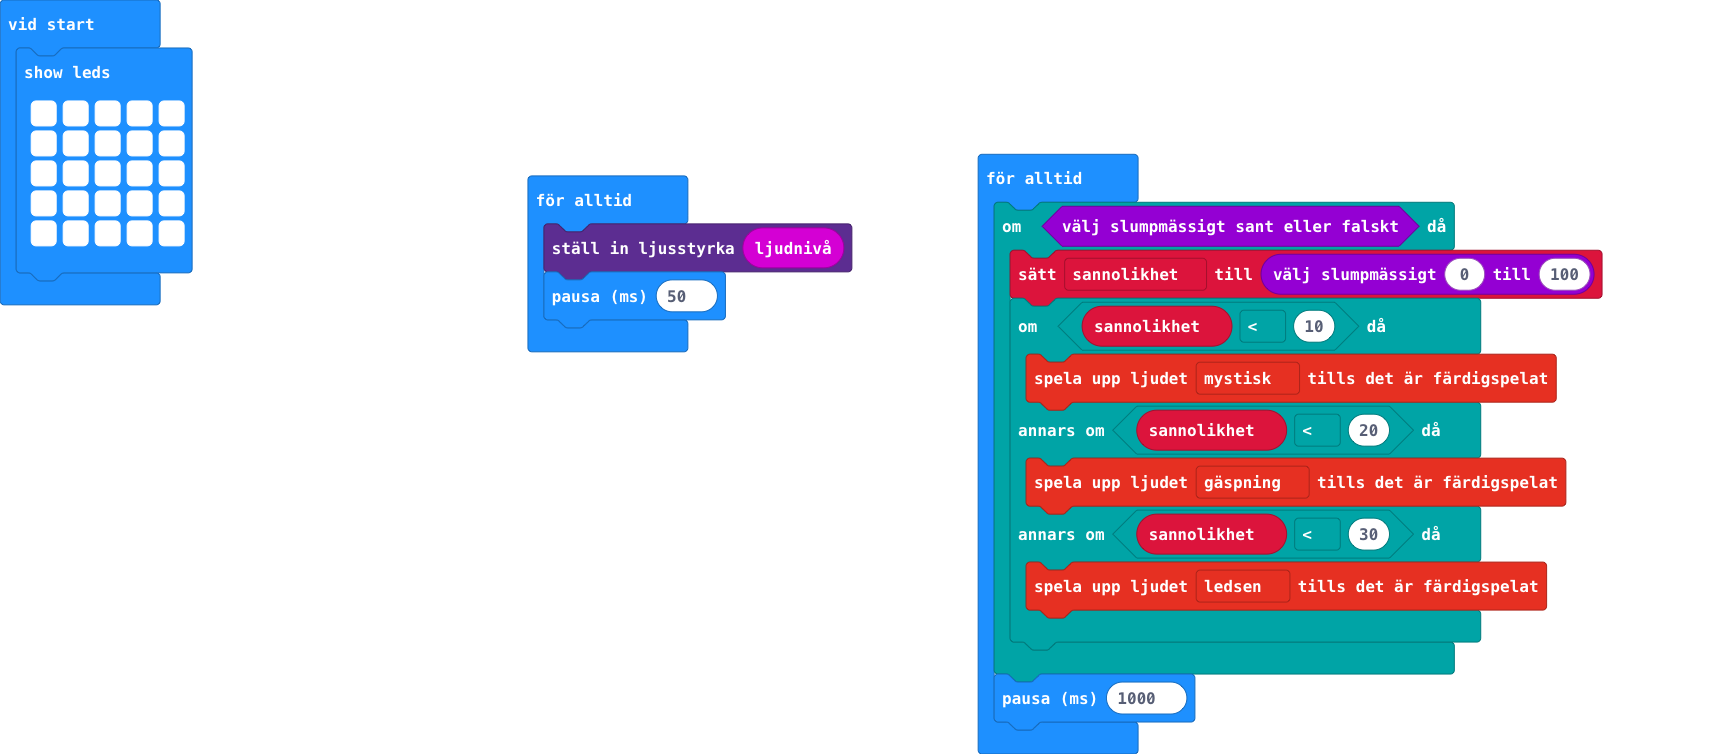 vid start
show leds
för alltid
ställ in ljusstyrka ljudnivå
pausa (ms) 50
för alltid
om välj slumpmässigt sant eller falskt då
sätt sannolikhet till välj slumpmässigt 0 till 100
om sannolikhet < 10 då
spela upp ljudet mystisk tills det är färdigspelat
annars om sannolikhet < 20 då
spela upp ljudet gäspning tills det är färdigspelat
annars om sannolikhet < 30 då
spela upp ljudet ledsen tills det är färdigspelat
pausa (ms) 1000